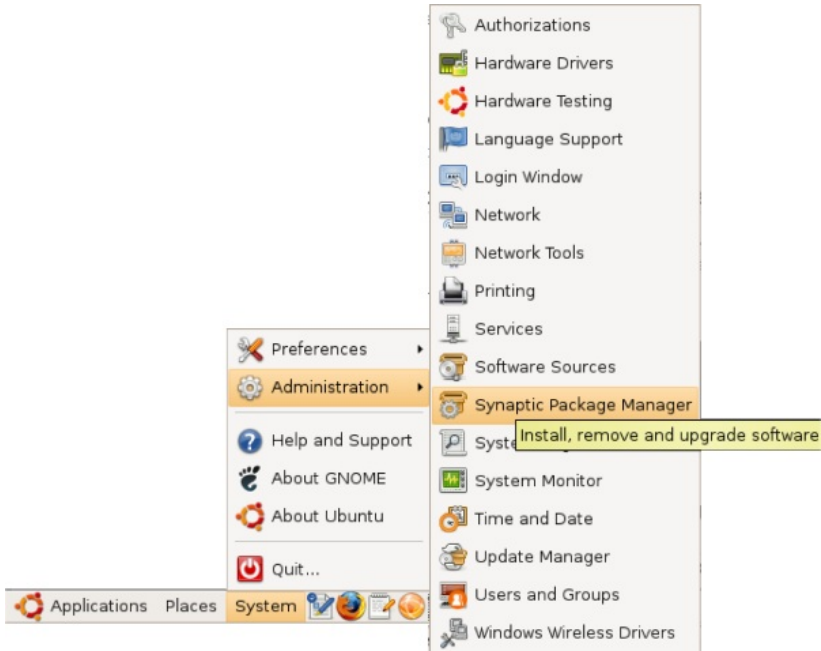 Authorizations
Hardware Drivers
Hardware Testing
Language Support
Login Window
Network
Network Tools
Printing
Services
Software Sources
Synaptic Package Manager
Install, remove and upgrade software
Syste
System Monitor
Time and Date
Update Manager
Users and Groups
Windows Wireless Drivers
Preferences
Administration
Help and Support
About GNOME
About Ubuntu
Quit...
Applications Places System